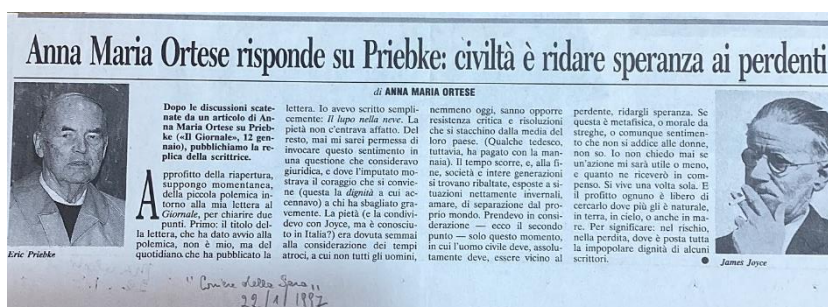 Anna Maria Ortese risponde su Priebke: civiltà è ridare speranza ai perdenti
di ANNA MARIA ORTESE
Dopo le discussioni scate-
nate da un articolo di An-
na Maria Ortese su Prieb-
ke («Il Giornale», 12 gen-
naio), pubblichiamo la re-
plica della scrittrice.
Approfitto della riapertura,
suppongo momentanea,
della piccola polemica in-
torno alla mia lettera al
Giornale, per chiarire due
punti. Primo: il titolo del-
la lettera, che ha dato avvio alla
polemica, non è mio, ma del
quotidiano che ha pubblicato la
lettera. Io avevo scritto sempli-
cemente: Il lupo nella neve. La
pietà non c'entrava affatto. Del
resto, mai mi sarei permessa di
invocare questo sentimento in
una questione che consideravo
giuridica, e dove l'imputato mo-
strava il coraggio che si convie-
ne (questa la dignità a cui ac-
cennavo) a chi ha sbagliato gra-
vemente. La pietà (e la condivi-
devo con Joyce, ma è conosciu-
to in Italia?) era dovuta semmai
alla considerazione dei tempi
atroci, a cui non tutti gli uomini,
nemmeno oggi, sanno opporre
resistenza critica e risoluzioni
che si stacchino dalla media del
loro paese. (Qualche tedesco,
tuttavia, ha pagato con la man-
naia). Il tempo scorre, e, alla fi-
ne, società e intere generazioni
si trovano ribaltate, esposte a si-
tuazioni nettamente invernali,
amare, di separazione dal pro-
prio mondo. Prendevo in consi-
derazione — ecco il secondo
punto — solo questo momento,
in cui l'uomo civile deve, assolu-
tamente deve, essere vicino al
perdente, ridargli speranza. Se
questa è metafisica, o morale da
streghe, o comunque sentimen-
to che non si addice alle donne,
non so. Io non chiedo mai se
un'azione mi sarà utile o meno,
e quanto ne riceverò in com-
penso. Si vive una volta sola. E
il profitto ognuno è libero di
cercarlo dove più gli è naturale,
in terra, in cielo, o anche in ma-
re. Per significare: nel rischio,
nella perdita, dove è posta tutta
la impopolare dignità di alcuni
scrittori.
Eric Priebke
James Joyce
"Corriere della Sera"
22/1/1997